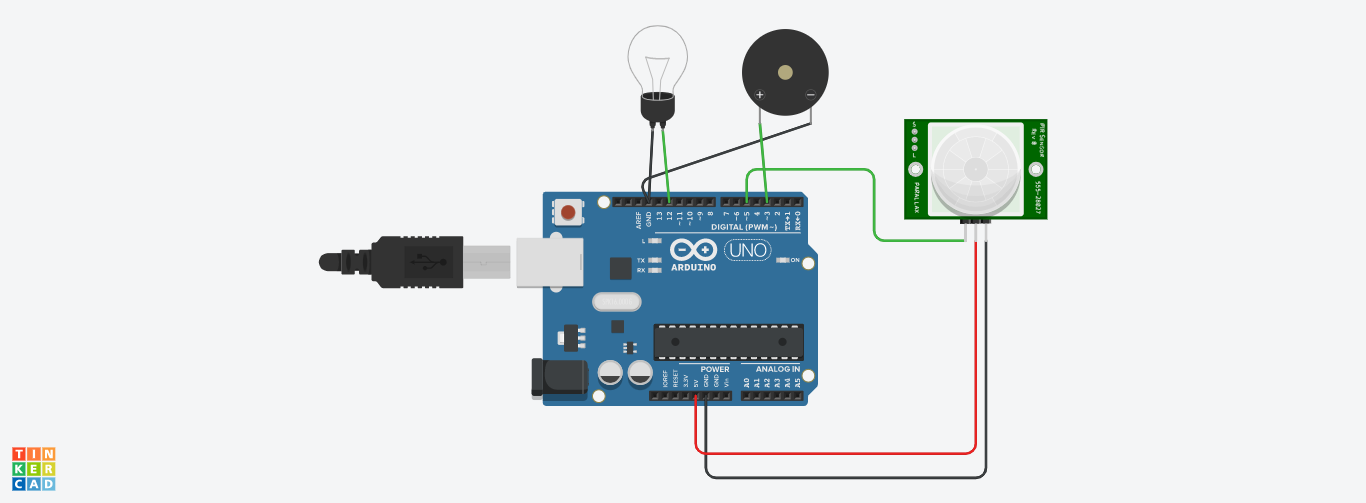 +
−
S
L
PIR Sensor
Rev B
PARALLAX
555-28027
AREF
GND
13
12
~11
~10
~9
8
7
~6
~5
4
~3
2
TX→1
RX←0
DIGITAL (PWM~)
L
TX
RX
ARDUINO
UNO
ON
POWER
ANALOG IN
IOREF
RESET
3.3V
5V
GND
GND
Vin
A0
A1
A2
A3
A4
A5
TIN
KER
CAD